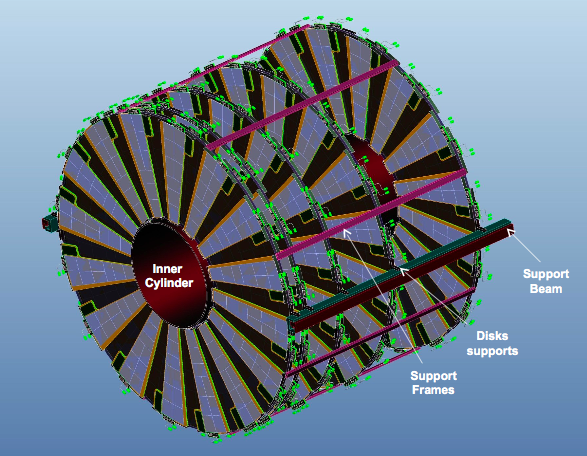 Inner
Cylinder
Support
Beam
Disks
supports
Support
Frames